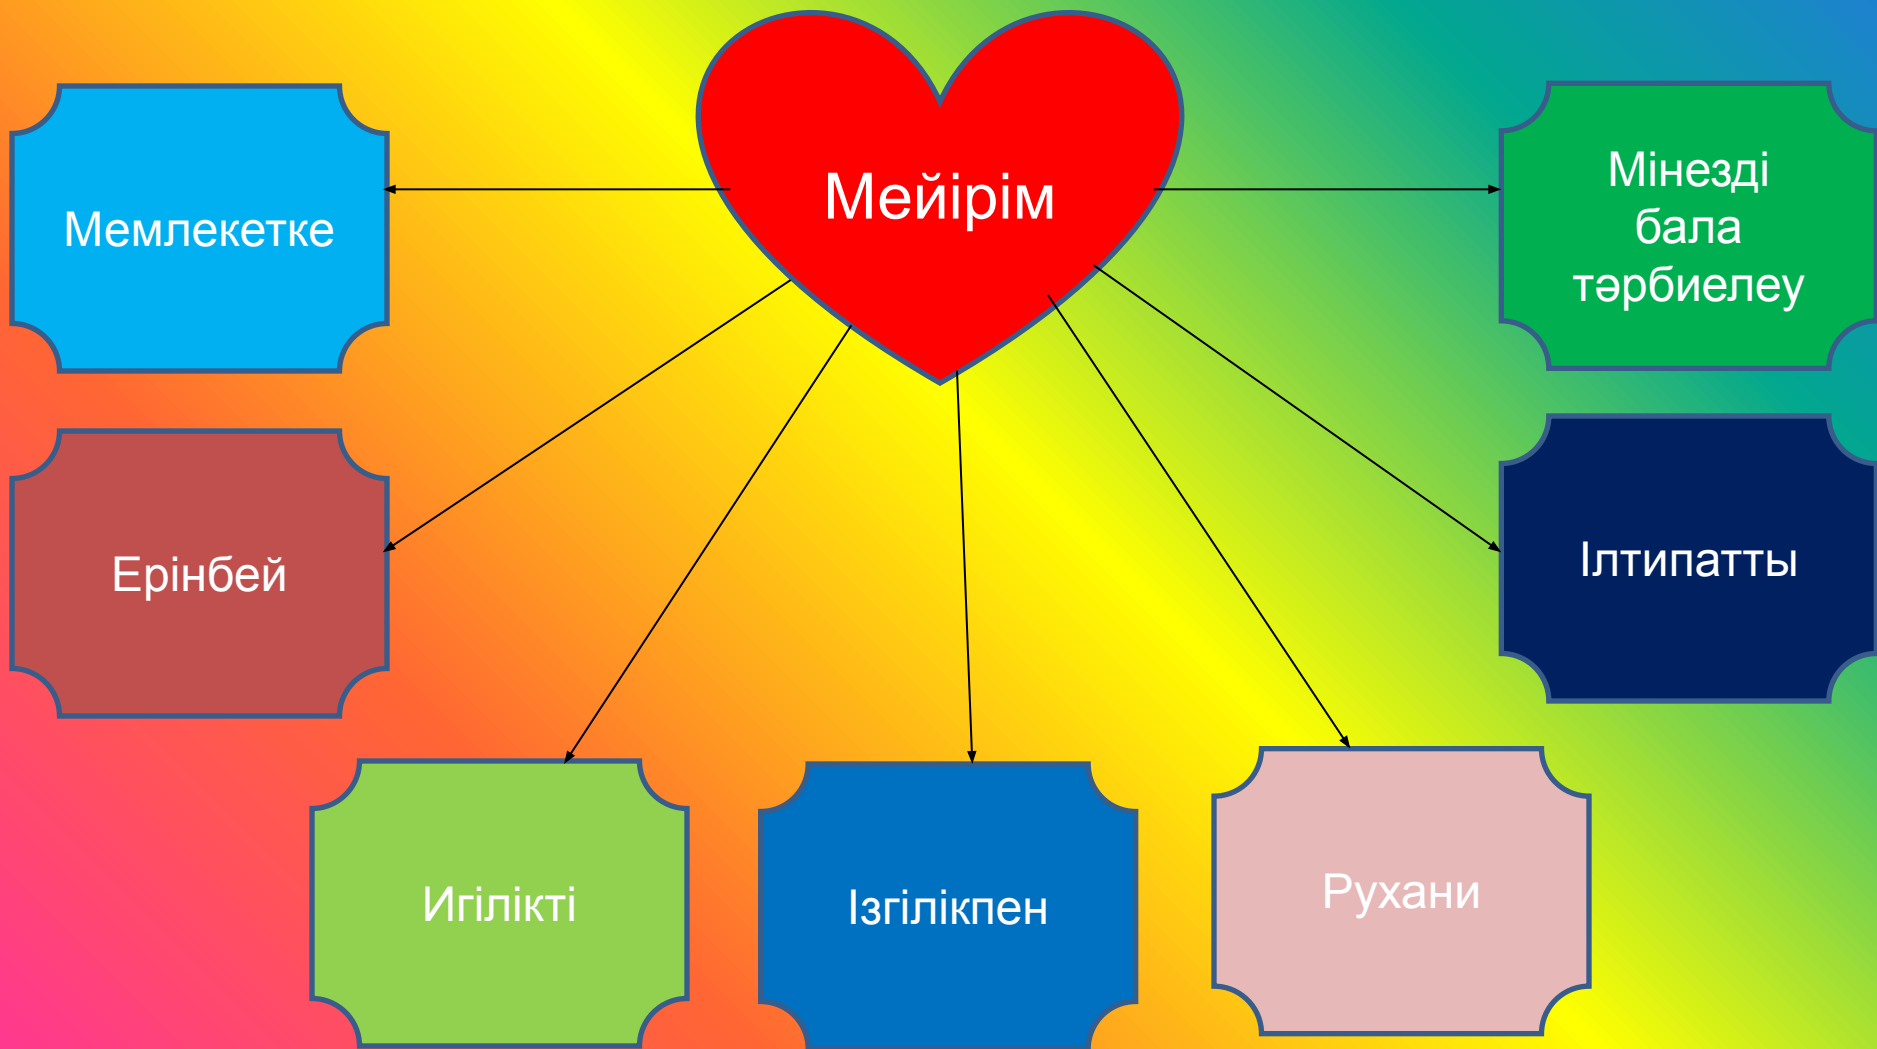 Мейірім
Мемлекетке
Ерінбей
Игілікті
Ізгілікпен
Рухани
Ілтипатты
Мінезді
бала
тәрбиелеу